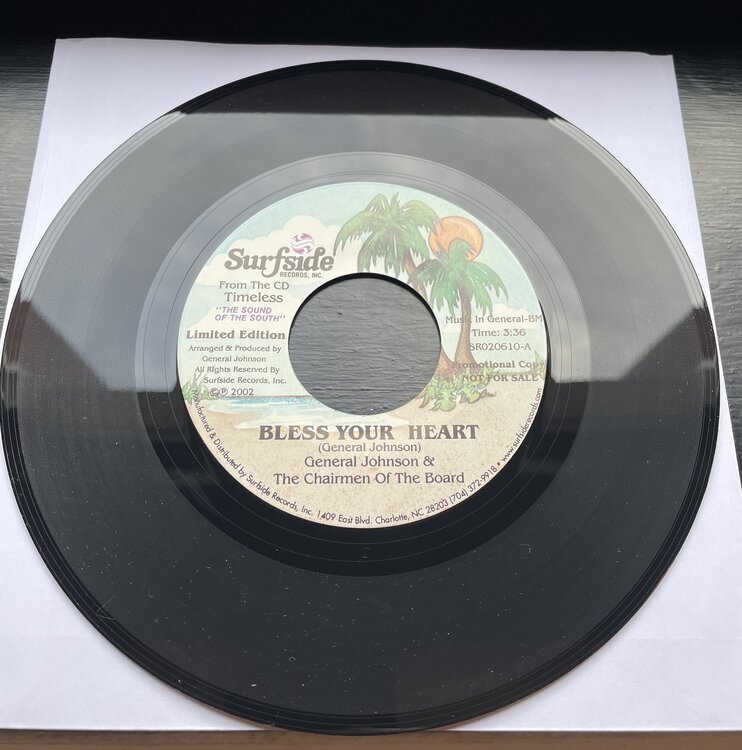 Surfside
RECORDS, INC.
From The CD
Timeless
"THE SOUND
OF THE SOUTH"
Limited Edition
Arranged & Produced by
General Johnson
All Rights Reserved By
Surfside Records, Inc.
©℗ 2002
Music In General-BMI
Time: 3:36
SR020610-A
Promotional Copy
NOT FOR SALE
BLESS YOUR HEART
(General Johnson)
General Johnson &
The Chairmen Of The Board
Manufactured & Distributed by Surfside Records, Inc. 1409 East Blvd. Charlotte, NC 28203 (704) 372-9918 • www.surfsiderecords.com